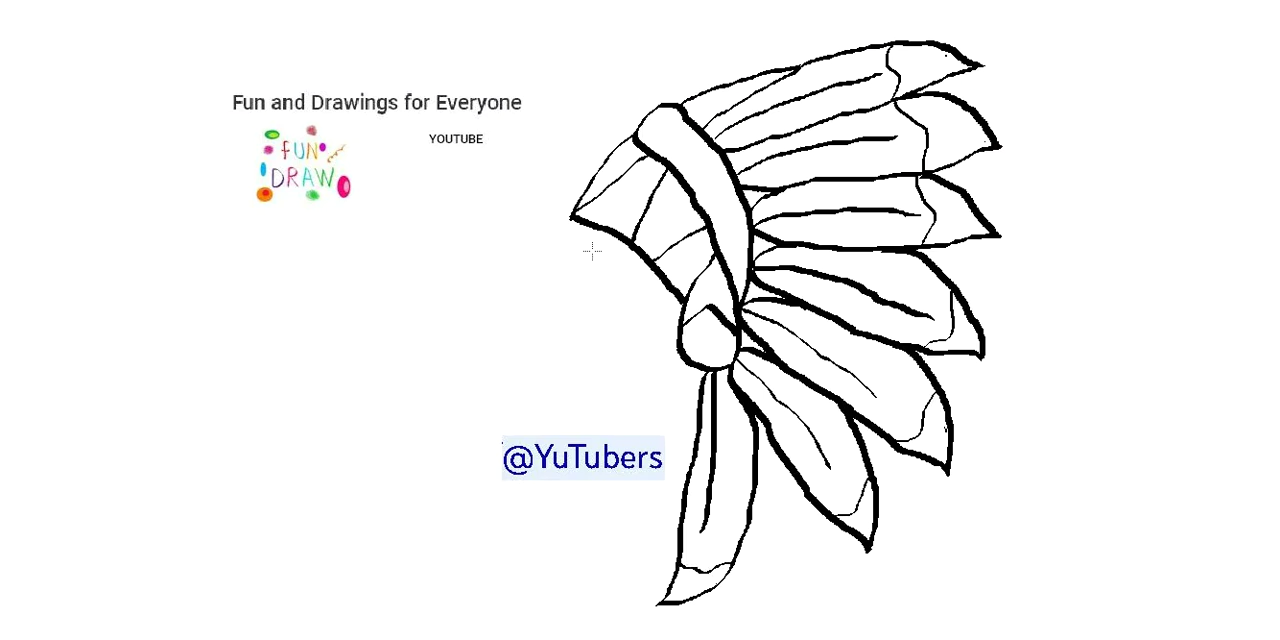 Fun and Drawings for Everyone
YOUTUBE
FUN
DRAW
@YuTubers